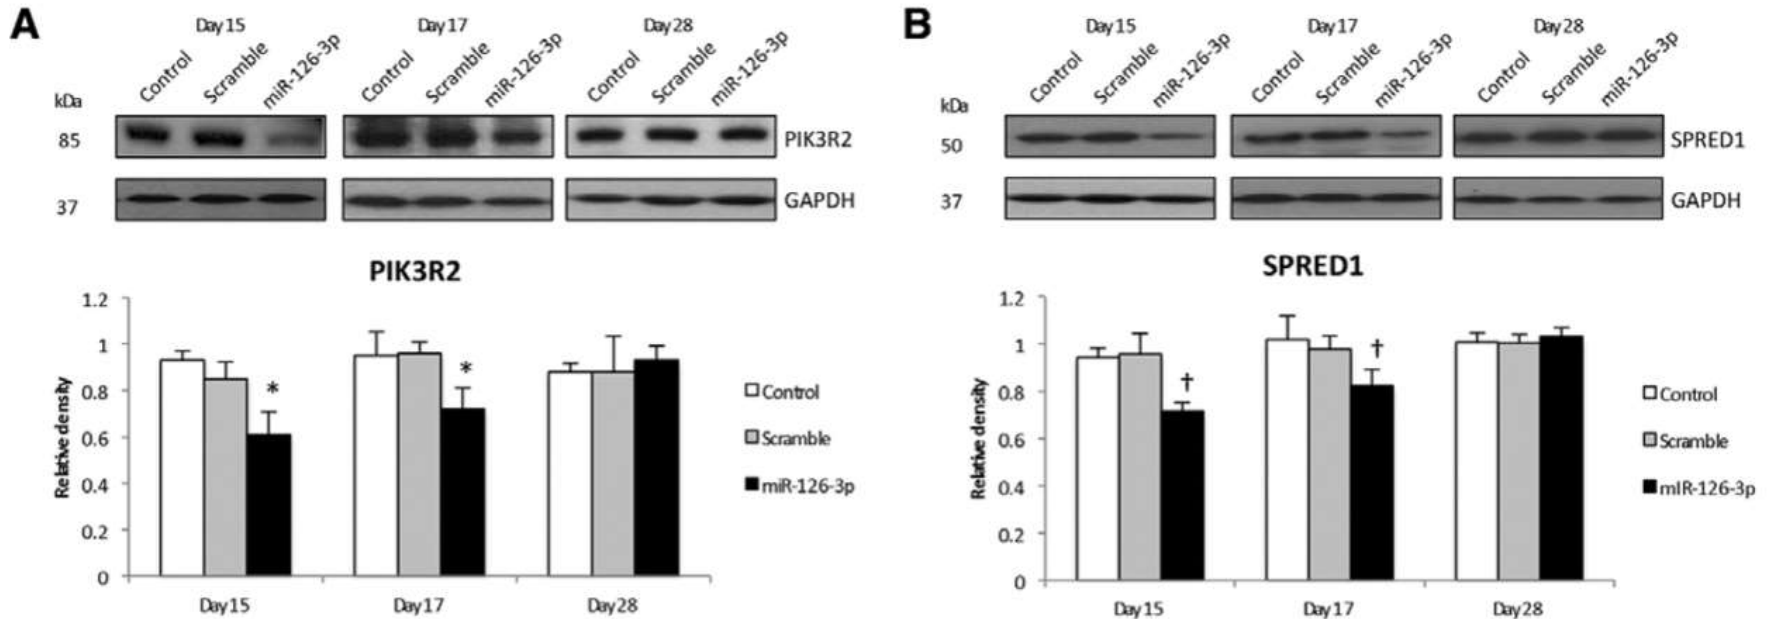 A
Day 15 Day 17 Day 28
Control Scramble miR-126-3p Control Scramble miR-126-3p Control Scramble miR-126-3p
kDa
85 PIK3R2
37 GAPDH
PIK3R2
1.2
1
0.8
0.6
0.4
0.2
0
Relative density
* *
Control
Scramble
miR-126-3p
Day 15 Day 17 Day 28
B
Day 15 Day 17 Day 28
Control Scramble miR-126-3p Control Scramble miR-126-3p Control Scramble miR-126-3p
kDa
50 SPRED1
37 GAPDH
SPRED1
1.2
1
0.8
0.6
0.4
0.2
0
Relative density
† †
Control
Scramble
mIR-126-3p
Day 15 Day 17 Day 28